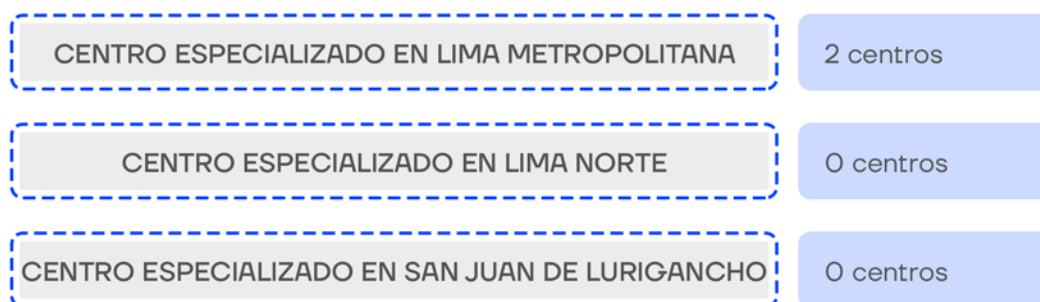 CENTRO ESPECIALIZADO EN LIMA METROPOLITANA 2 centros
CENTRO ESPECIALIZADO EN LIMA NORTE 0 centros
CENTRO ESPECIALIZADO EN SAN JUAN DE LURIGANCHO 0 centros